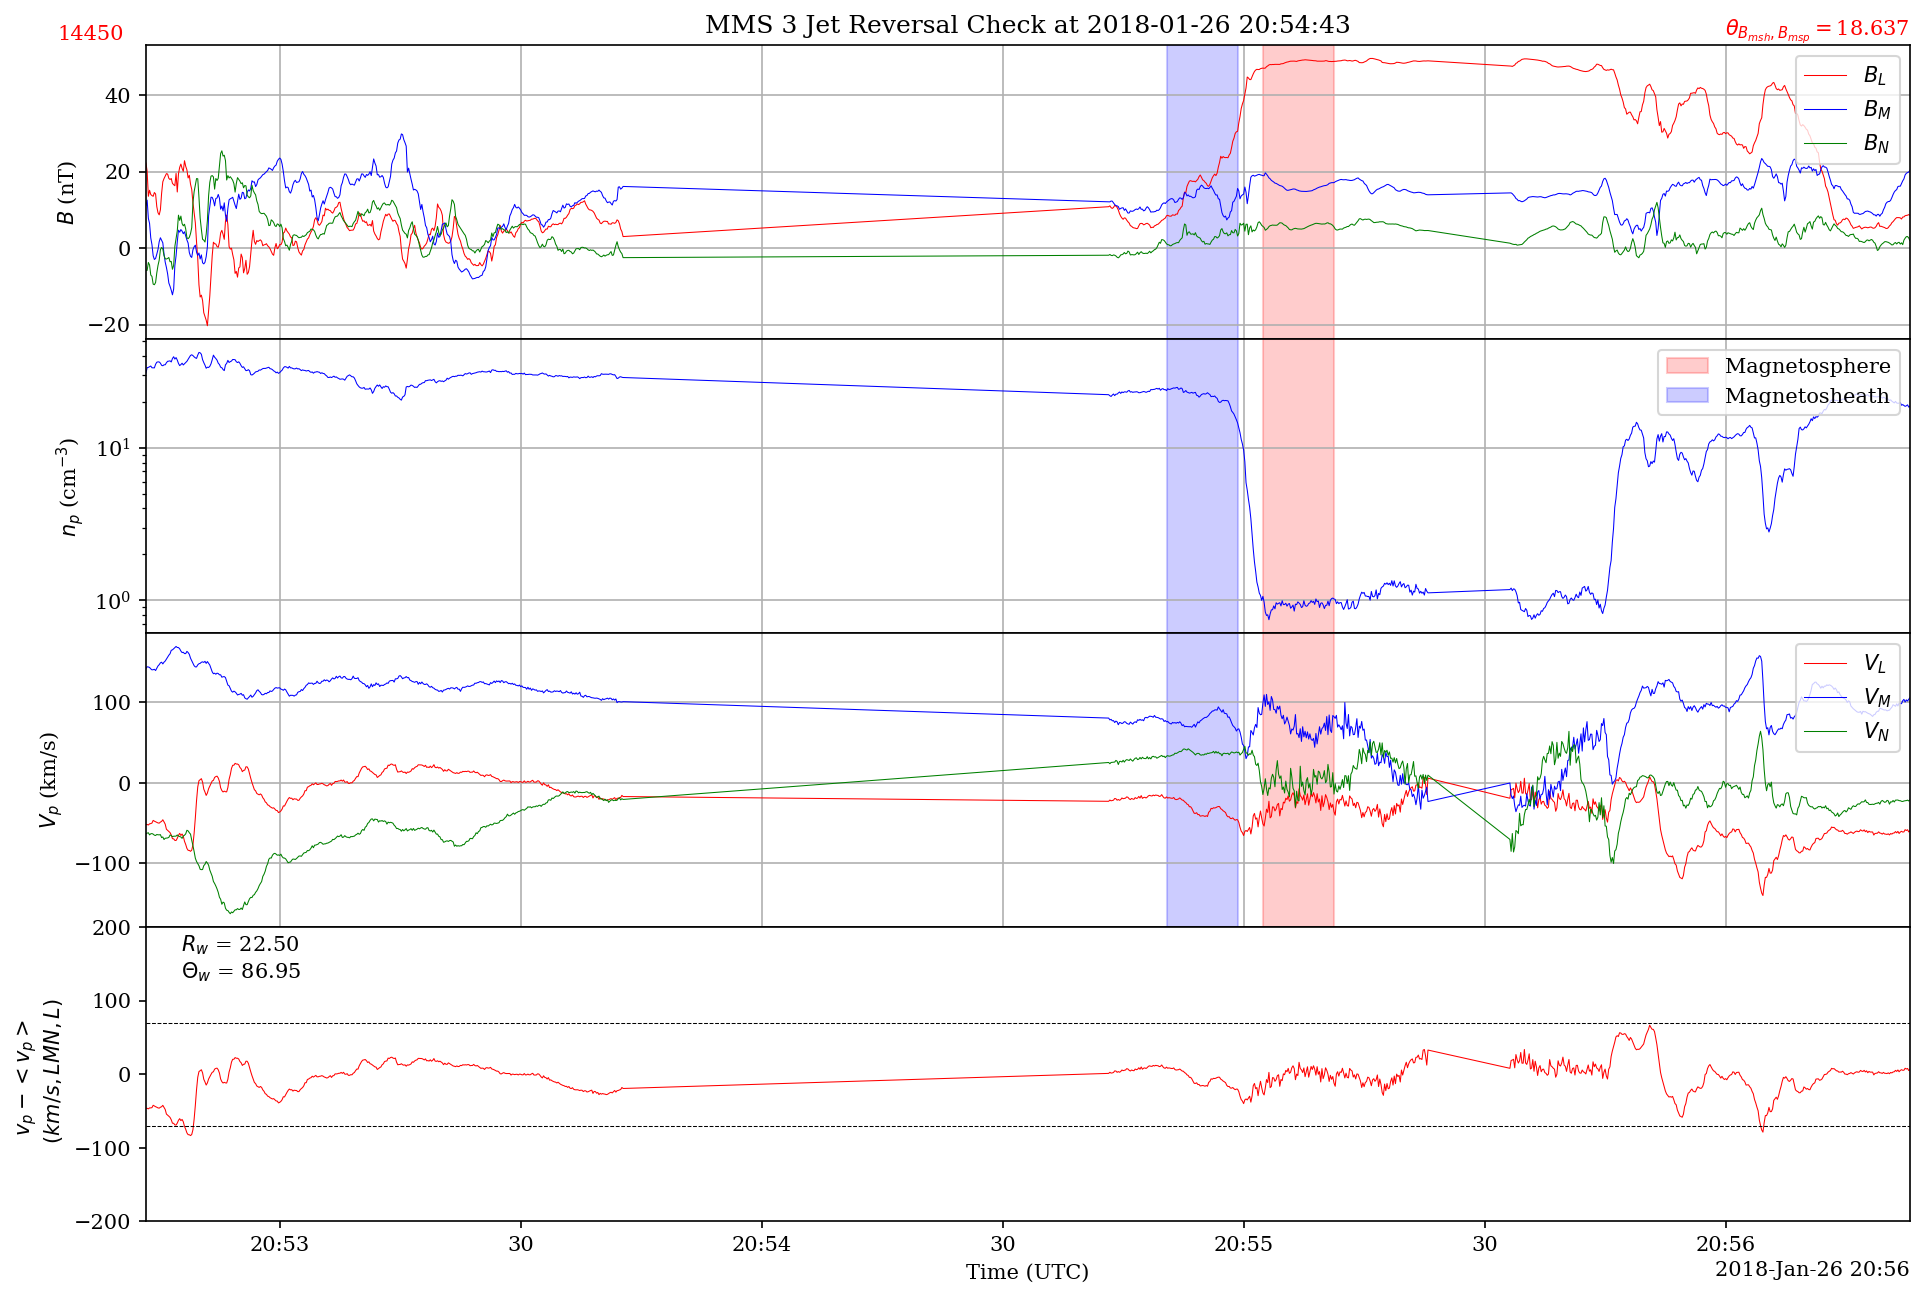 MMS 3 Jet Reversal Check at 2018-01-26 20:54:43
14450
θ_{B_{msh}, B_{msp}} = 18.637
B (nT)
40
20
0
−20
B_L
B_M
B_N
n_p (cm^{−3})
10^1
10^0
Magnetosphere
Magnetosheath
V_p (km/s)
100
0
−100
V_L
V_M
V_N
v_p − < v_p >
(km/s, LMN, L)
200
100
0
−100
−200
R_w = 22.50
Θ_w = 86.95
20:53
30
20:54
30
20:55
30
20:56
Time (UTC)
2018-Jan-26 20:56